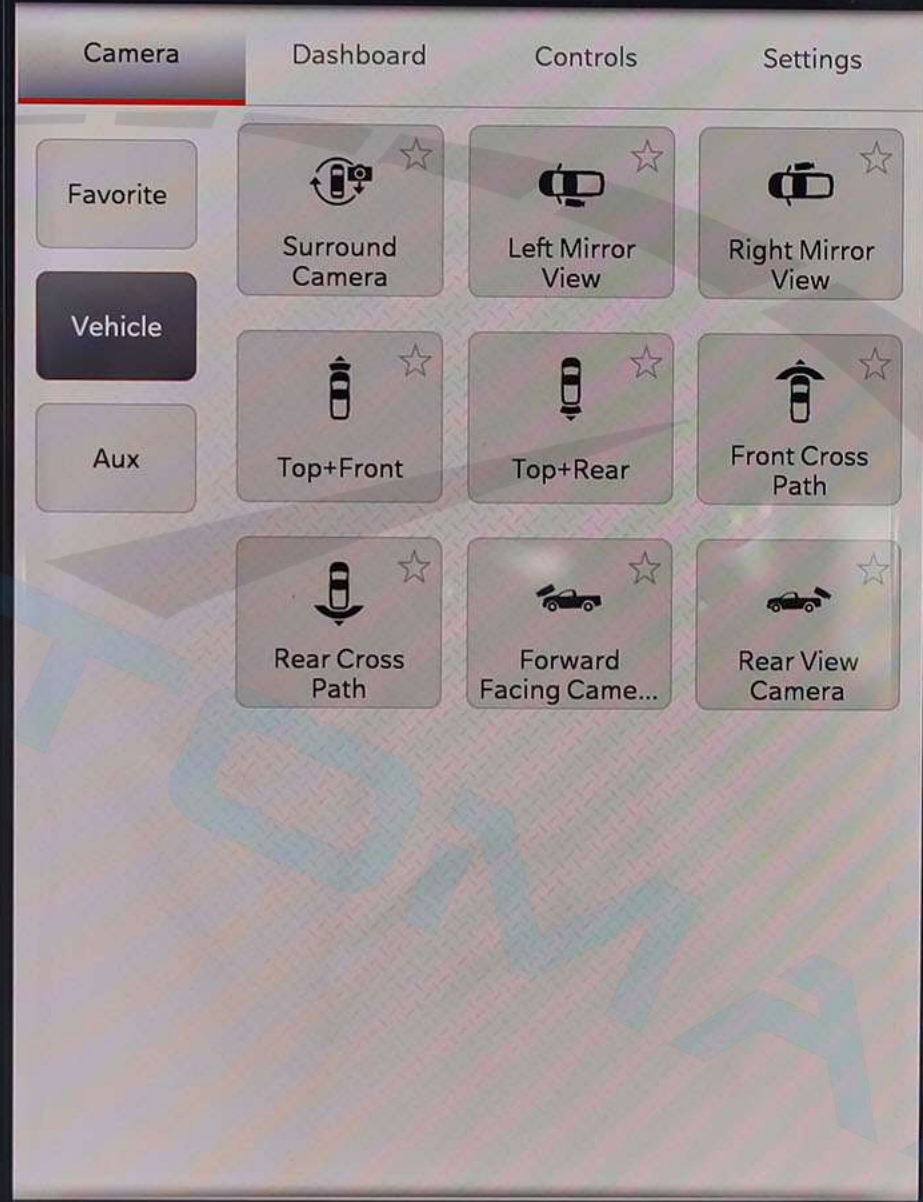 Camera
Dashboard
Controls
Settings
Favorite
Vehicle
Aux
Surround
Camera
Left Mirror
View
Right Mirror
View
Top+Front
Top+Rear
Front Cross
Path
Rear Cross
Path
Forward
Facing Came...
Rear View
Camera
TOMA